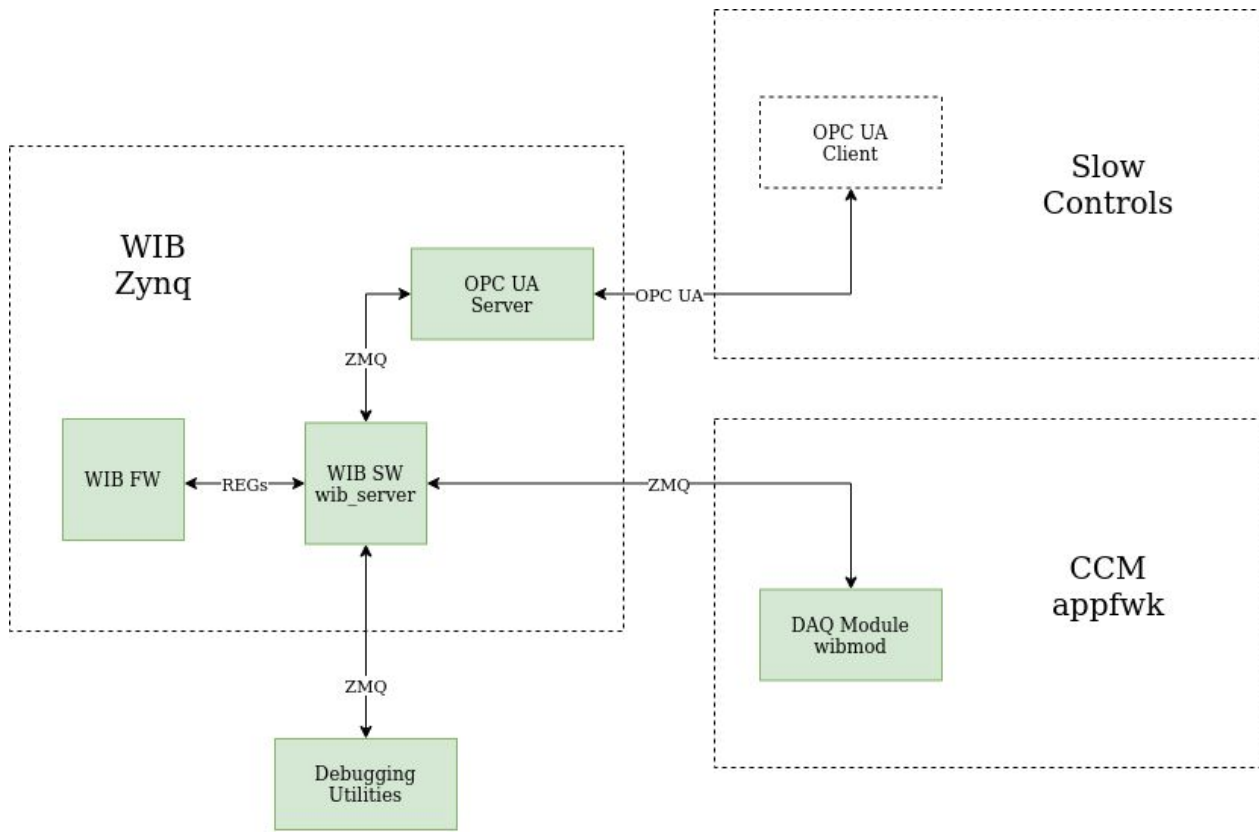 OPC UA
Client
Slow
Controls
WIB
Zynq
OPC UA
Server
OPC UA
ZMQ
WIB FW
REGs
WIB SW
wib_server
ZMQ
CCM
appfwk
DAQ Module
wibmod
ZMQ
Debugging
Utilities